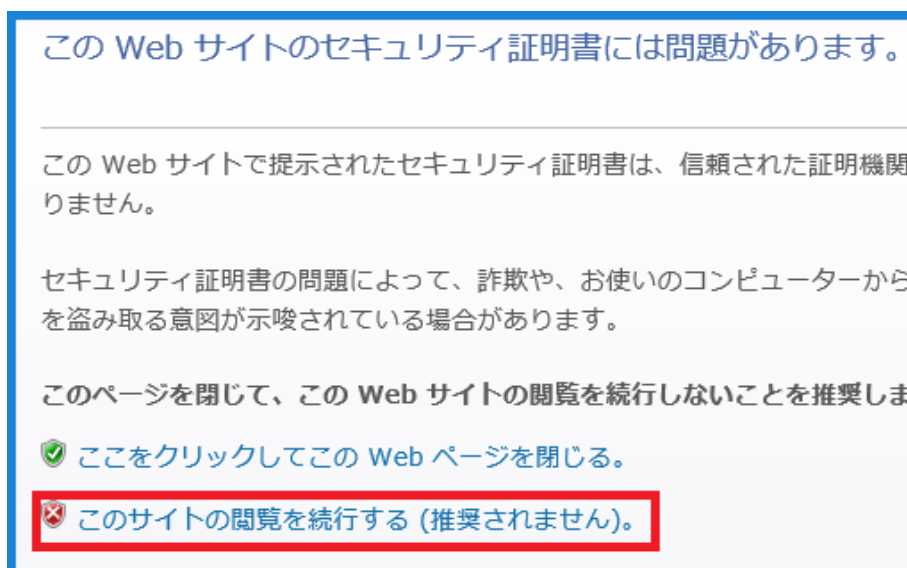 この Web サイトのセキュリティ証明書には問題があります。
この Web サイトで提示されたセキュリティ証明書は、信頼された証明機関
りません。
セキュリティ証明書の問題によって、詐欺や、お使いのコンピューターから
を盗み取る意図が示唆されている場合があります。
このページを閉じて、この Web サイトの閲覧を続行しないことを推奨しま
ここをクリックしてこの Web ページを閉じる。
このサイトの閲覧を続行する (推奨されません)。